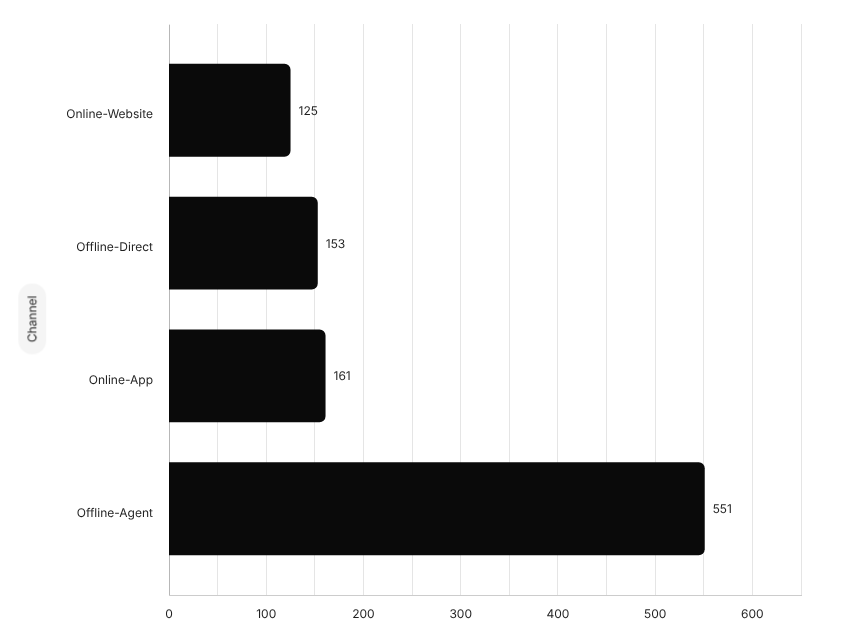 Online-Website
125
Offline-Direct
153
Channel
Online-App
161
Offline-Agent
551
0 100 200 300 400 500 600